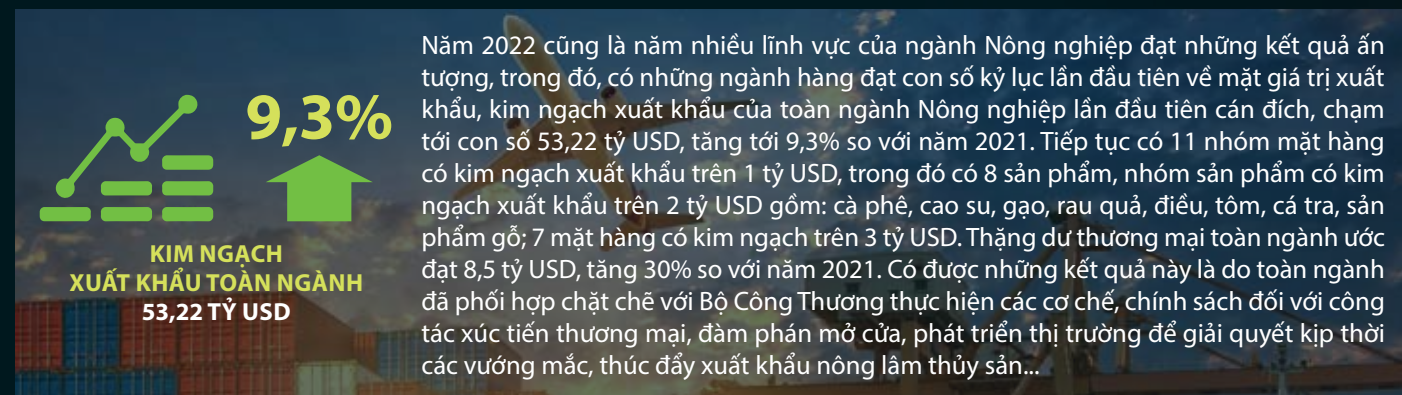 9,3%
KIM NGẠCH
XUẤT KHẨU TOÀN NGÀNH
53,22 TỶ USD
Năm 2022 cũng là năm nhiều lĩnh vực của ngành Nông nghiệp đạt những kết quả ấn
tượng, trong đó, có những ngành hàng đạt con số kỷ lục lần đầu tiên về mặt giá trị xuất
khẩu, kim ngạch xuất khẩu của toàn ngành Nông nghiệp lần đầu tiên cán đích, chạm
tới con số 53,22 tỷ USD, tăng tới 9,3% so với năm 2021. Tiếp tục có 11 nhóm mặt hàng
có kim ngạch xuất khẩu trên 1 tỷ USD, trong đó có 8 sản phẩm, nhóm sản phẩm có kim
ngạch xuất khẩu trên 2 tỷ USD gồm: cà phê, cao su, gạo, rau quả, điều, tôm, cá tra, sản
phẩm gỗ; 7 mặt hàng có kim ngạch trên 3 tỷ USD. Thặng dư thương mại toàn ngành ước
đạt 8,5 tỷ USD, tăng 30% so với năm 2021. Có được những kết quả này là do toàn ngành
đã phối hợp chặt chẽ với Bộ Công Thương thực hiện các cơ chế, chính sách đối với công
tác xúc tiến thương mại, đàm phán mở cửa, phát triển thị trường để giải quyết kịp thời
các vướng mắc, thúc đẩy xuất khẩu nông lâm thủy sản...